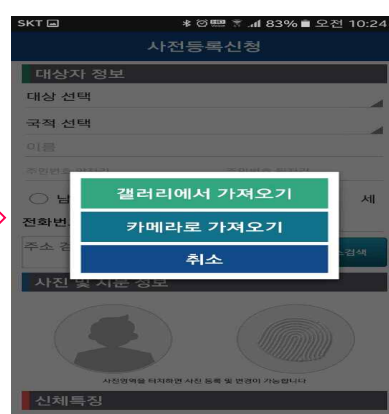 SKT 83% 오전 10:24
사전등록신청
대상자 정보
대상 선택
국적 선택
이름
갤러리에서 가져오기
남 세
카메라로 가져오기
전화번
주소 검 검색
취소
사진 및 지문 정보
사진영역을 터치하면 사진 등록 및 변경이 가능합니다
신체특징